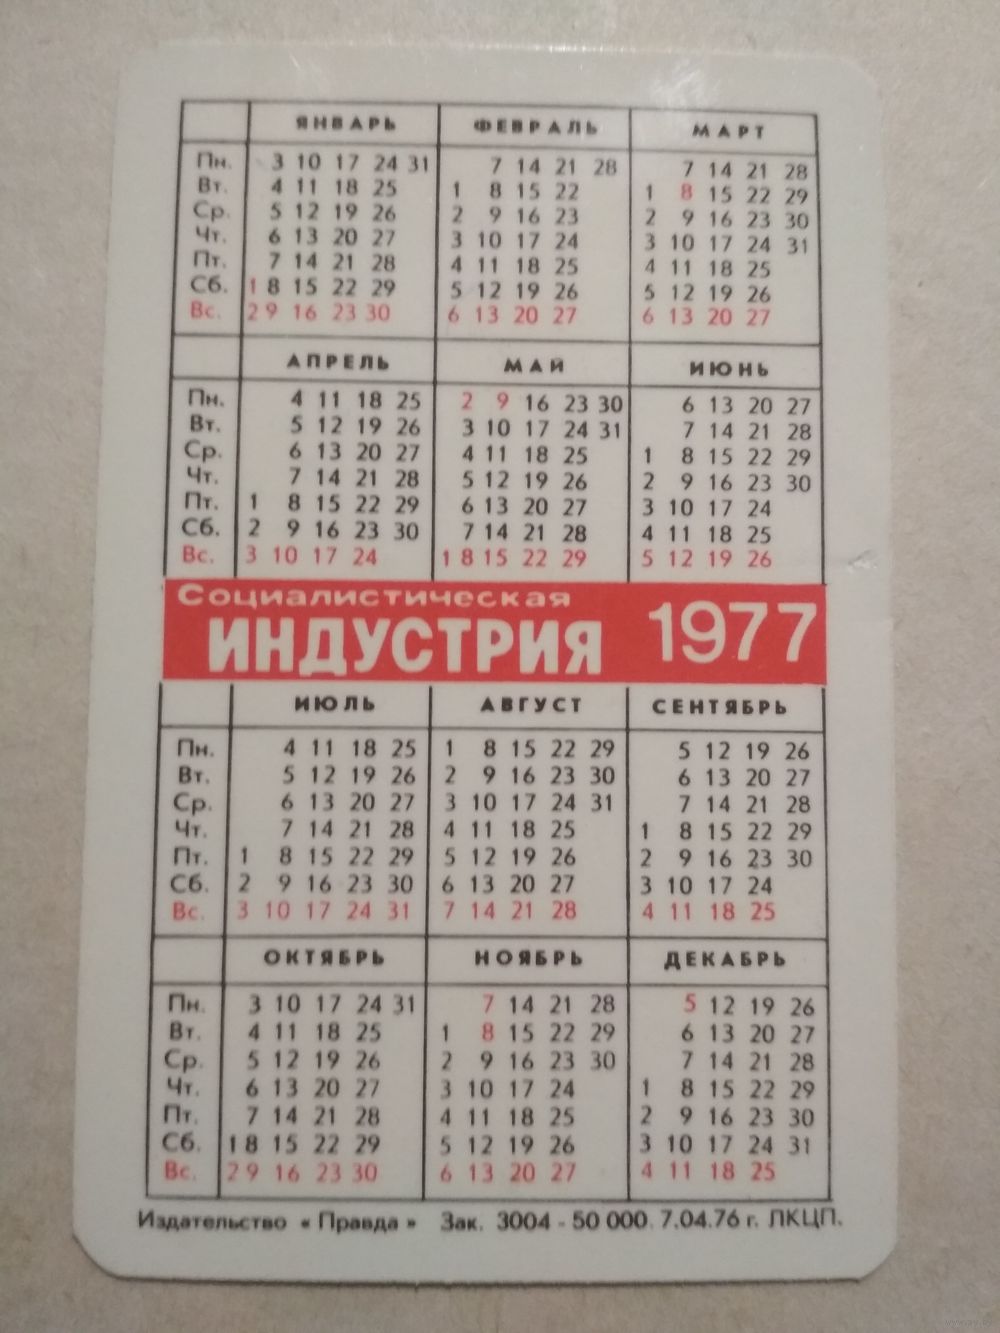 ЯНВАРЬ ФЕВРАЛЬ МАРТ
Пн. 3 10 17 24 31 7 14 21 28 7 14 21 28
Вт. 4 11 18 25 1 8 15 22 1 8 15 22 29
Ср. 5 12 19 26 2 9 16 23 2 9 16 23 30
Чт. 6 13 20 27 3 10 17 24 3 10 17 24 31
Пт. 7 14 21 28 4 11 18 25 4 11 18 25
Сб. 1 8 15 22 29 5 12 19 26 5 12 19 26
Вс. 2 9 16 23 30 6 13 20 27 6 13 20 27
АПРЕЛЬ МАЙ ИЮНЬ
Пн. 4 11 18 25 2 9 16 23 30 6 13 20 27
Вт. 5 12 19 26 3 10 17 24 31 7 14 21 28
Ср. 6 13 20 27 4 11 18 25 1 8 15 22 29
Чт. 7 14 21 28 5 12 19 26 2 9 16 23 30
Пт. 1 8 15 22 29 6 13 20 27 3 10 17 24
Сб. 2 9 16 23 30 7 14 21 28 4 11 18 25
Вс. 3 10 17 24 1 8 15 22 29 5 12 19 26
Социалистическая
ИНДУСТРИЯ 1977
ИЮЛЬ АВГУСТ СЕНТЯБРЬ
Пн. 4 11 18 25 1 8 15 22 29 5 12 19 26
Вт. 5 12 19 26 2 9 16 23 30 6 13 20 27
Ср. 6 13 20 27 3 10 17 24 31 7 14 21 28
Чт. 7 14 21 28 4 11 18 25 1 8 15 22 29
Пт. 1 8 15 22 29 5 12 19 26 2 9 16 23 30
Сб. 2 9 16 23 30 6 13 20 27 3 10 17 24
Вс. 3 10 17 24 31 7 14 21 28 4 11 18 25
ОКТЯБРЬ НОЯБРЬ ДЕКАБРЬ
Пн. 3 10 17 24 31 7 14 21 28 5 12 19 26
Вт. 4 11 18 25 1 8 15 22 29 6 13 20 27
Ср. 5 12 19 26 2 9 16 23 30 7 14 21 28
Чт. 6 13 20 27 3 10 17 24 1 8 15 22 29
Пт. 7 14 21 28 4 11 18 25 2 9 16 23 30
Сб. 1 8 15 22 29 5 12 19 26 3 10 17 24 31
Вс. 2 9 16 23 30 6 13 20 27 4 11 18 25
Издательство « Правда » Зак. 3004 - 50 000. 7.04.76 г. ЛКЦП.